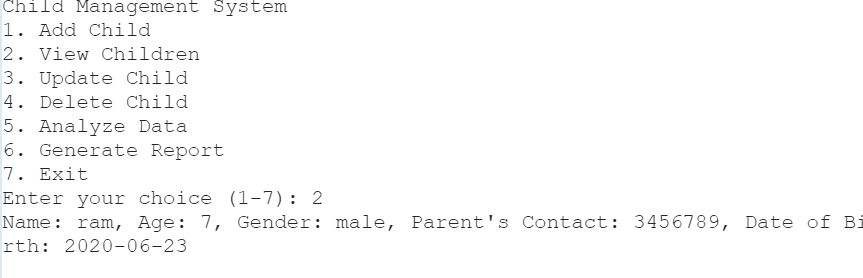 Child Management System
1. Add Child
2. View Children
3. Update Child
4. Delete Child
5. Analyze Data
6. Generate Report
7. Exit
Enter your choice (1-7): 2
Name: ram, Age: 7, Gender: male, Parent's Contact: 3456789, Date of Bi
rth: 2020-06-23